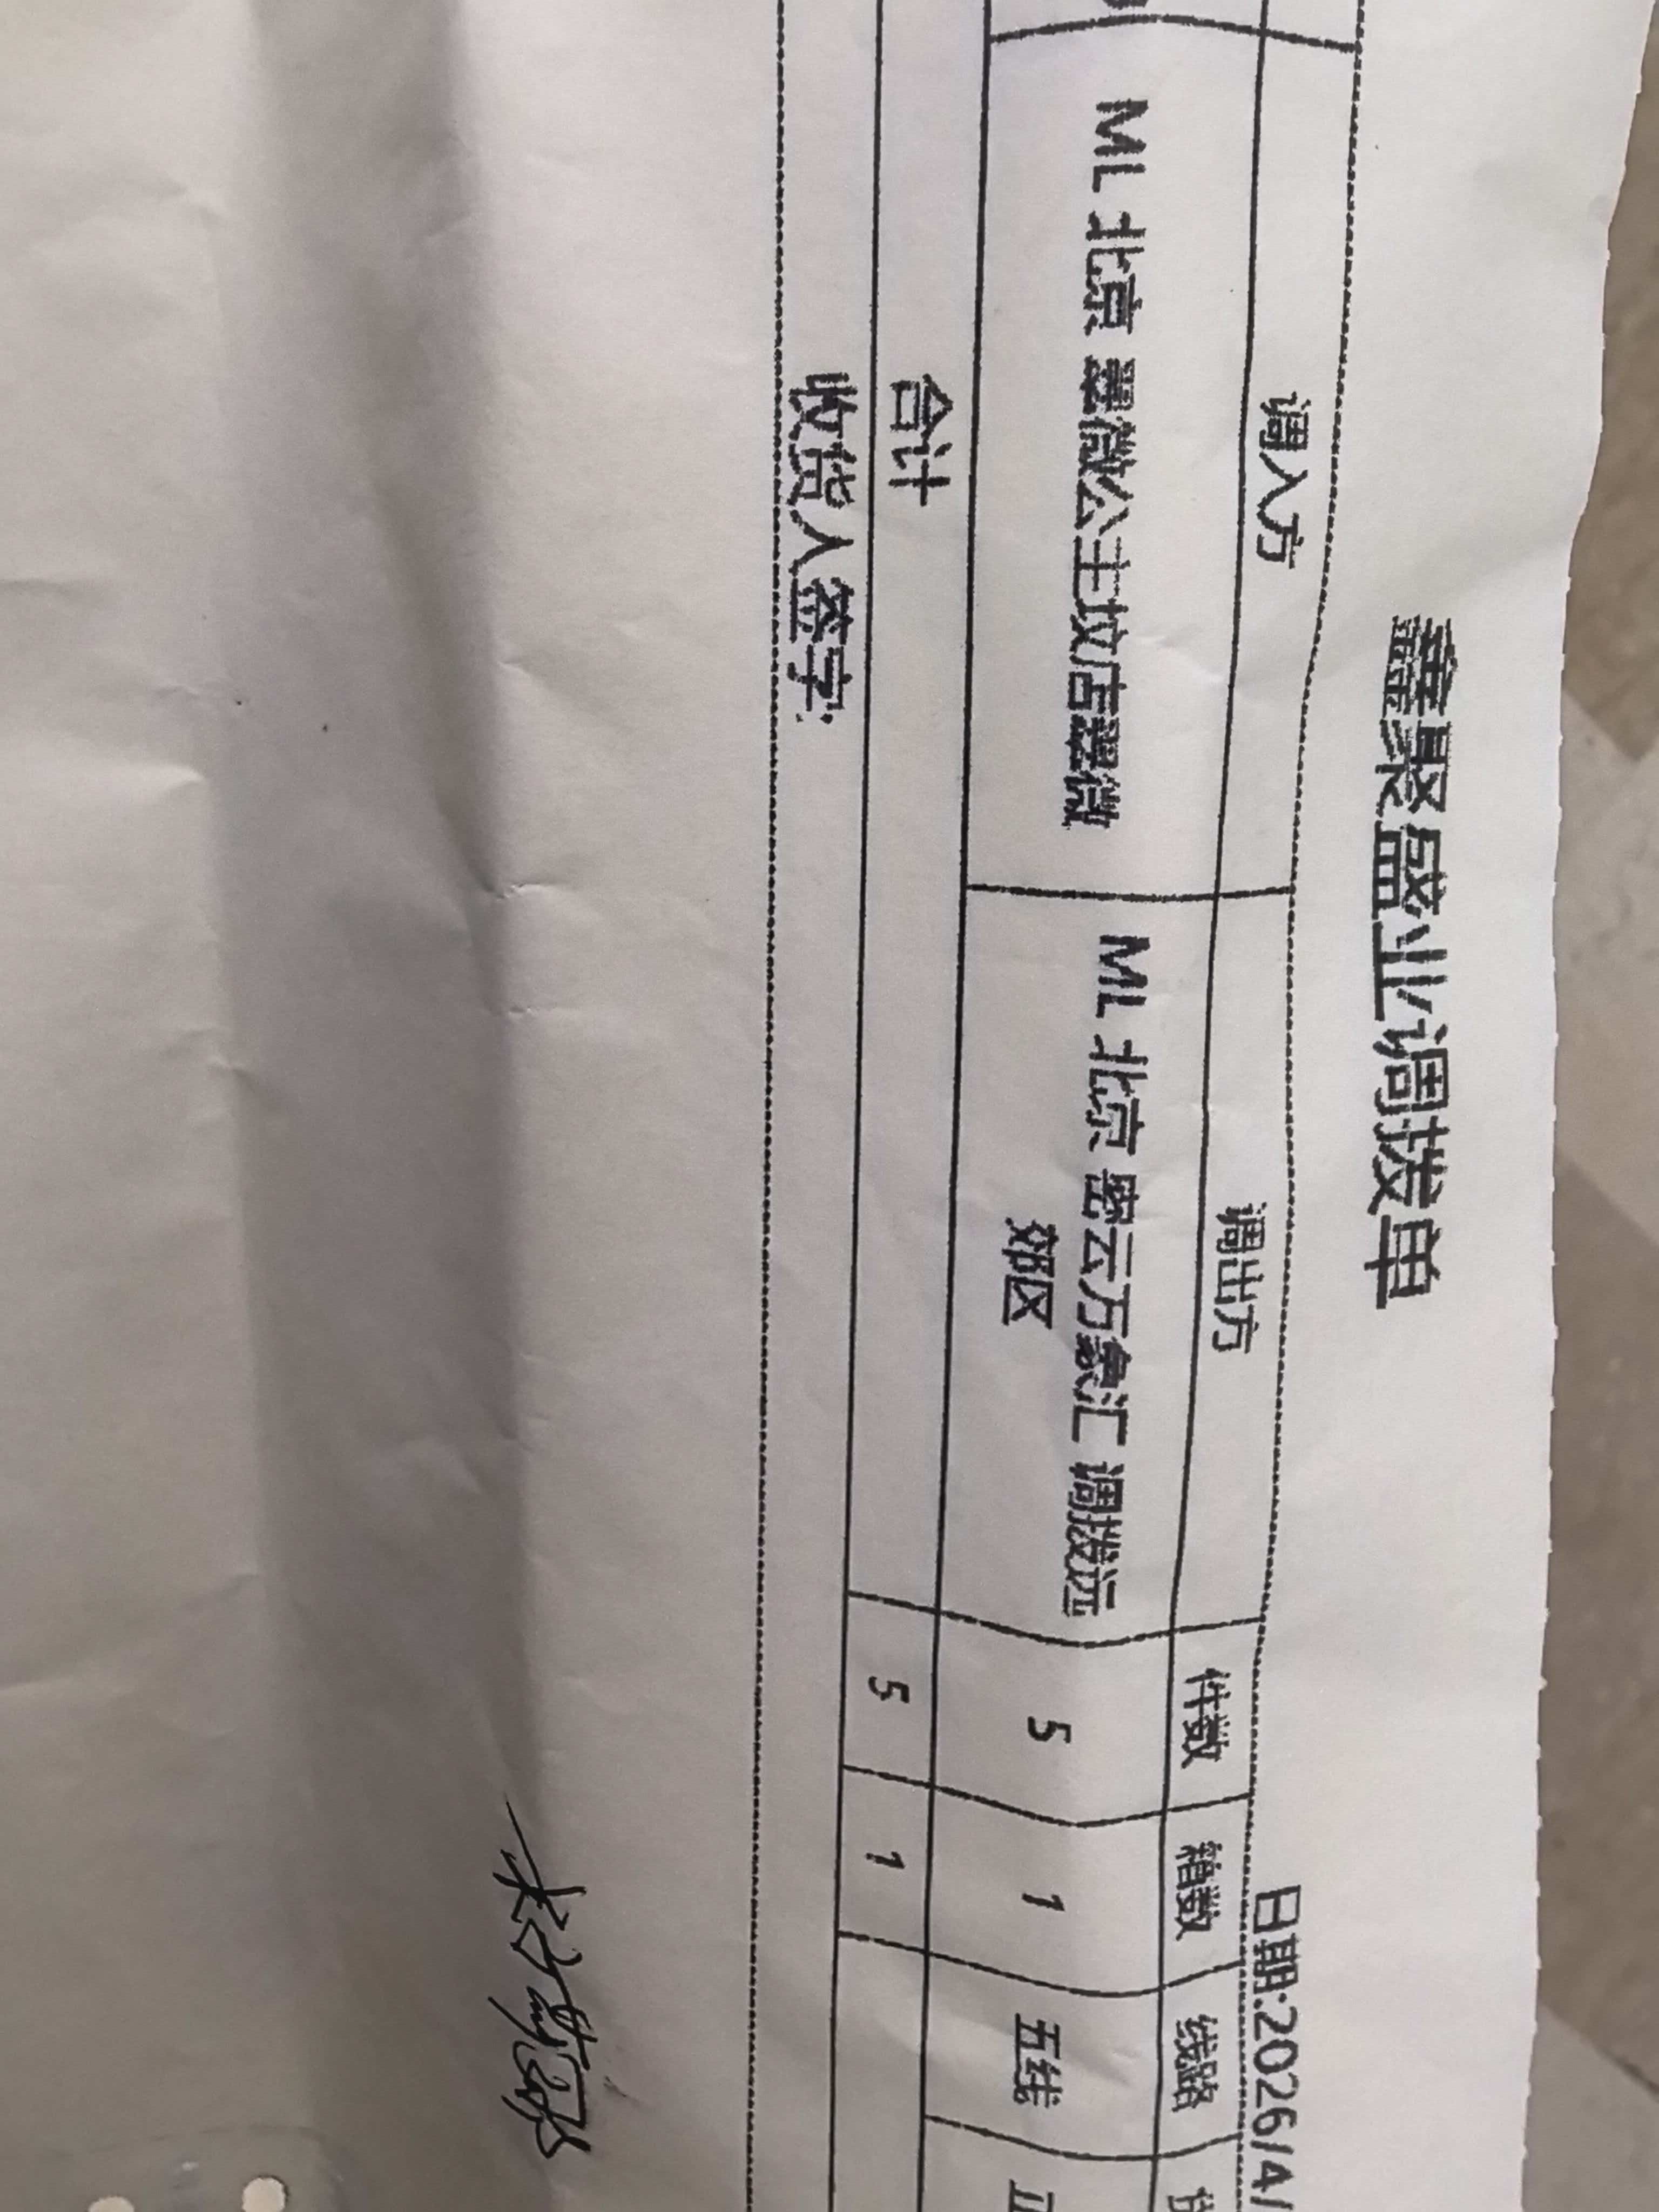 鑫聚盛业调拨单
日期:2026/4/
调入方 调出方 件数 箱数 线路
ML 北京 翠微公主坟店翠微 ML 北京 密云万象汇 调拨远郊区 5 1 五线
合计 5 1
收货人签字: